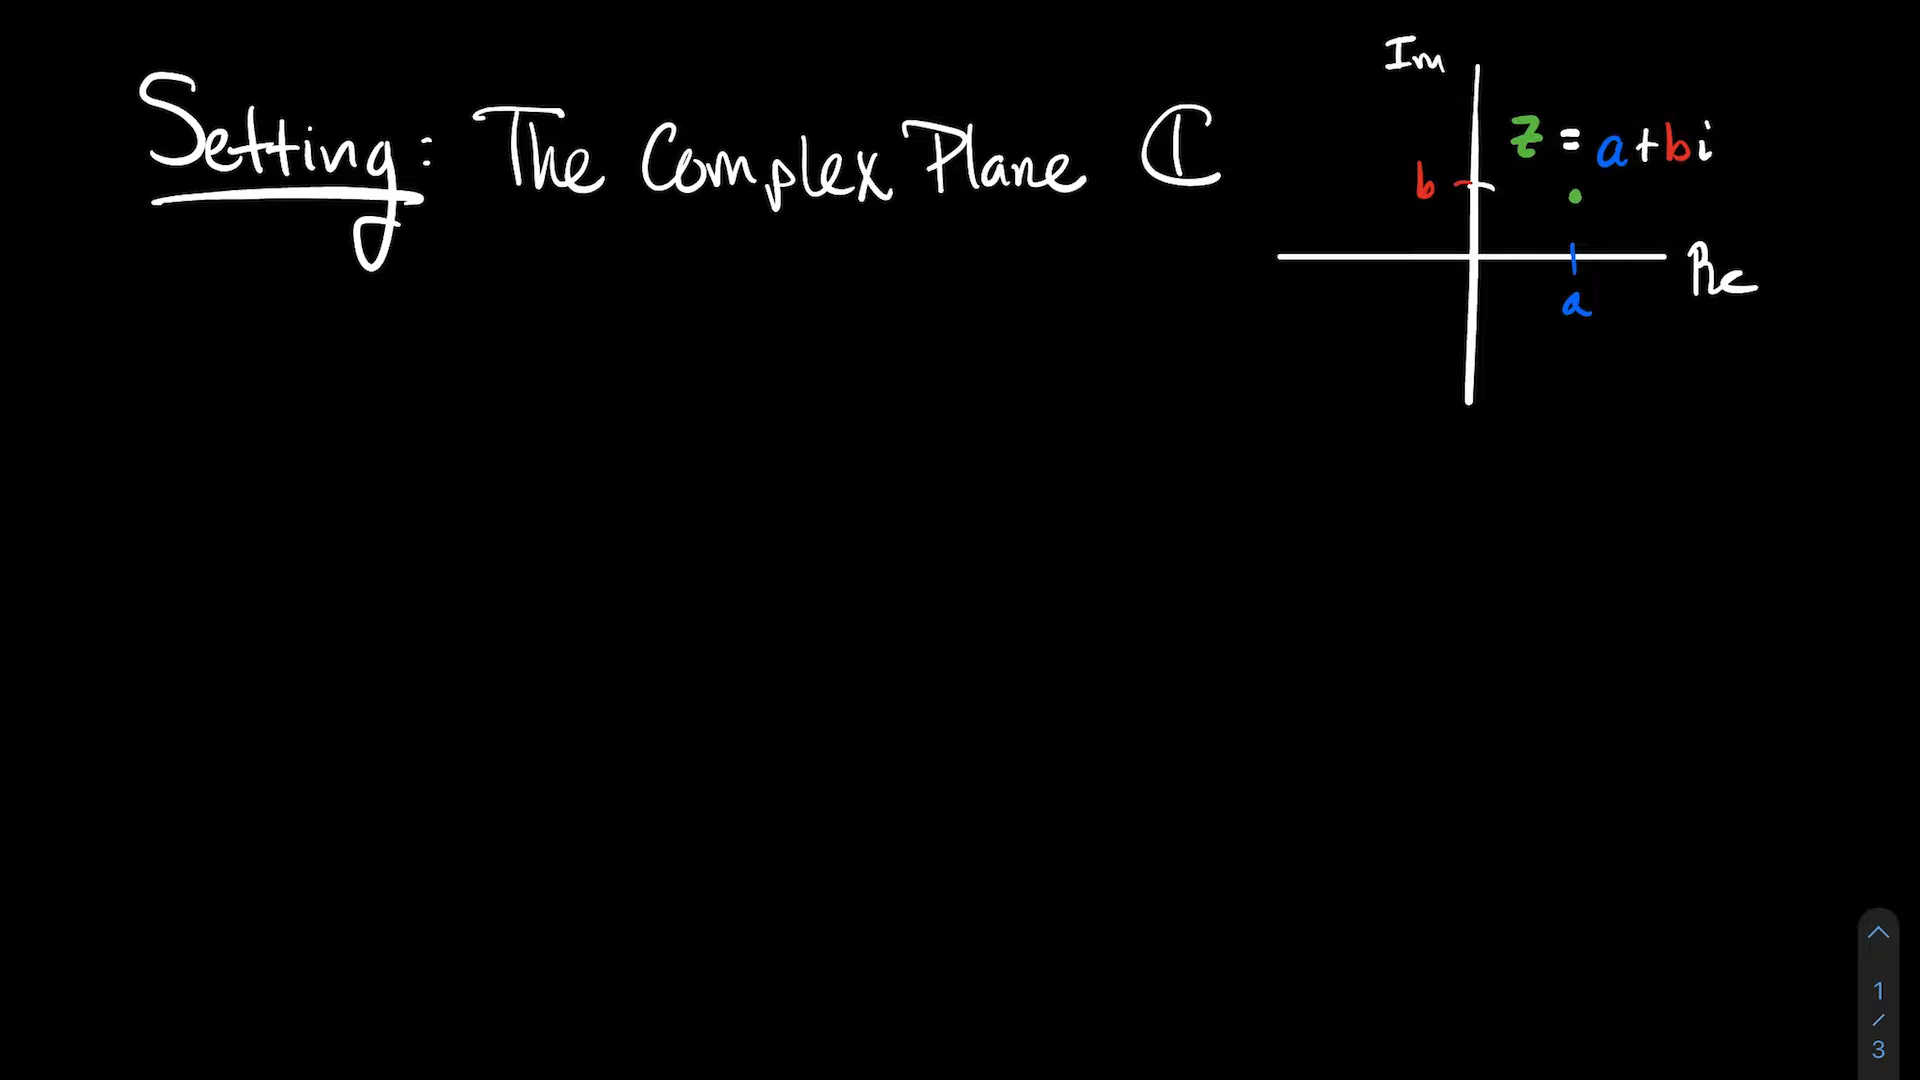 Setting: The Complex Plane ℂ
Im
z = a+bi
b
Re
a
1
/
3